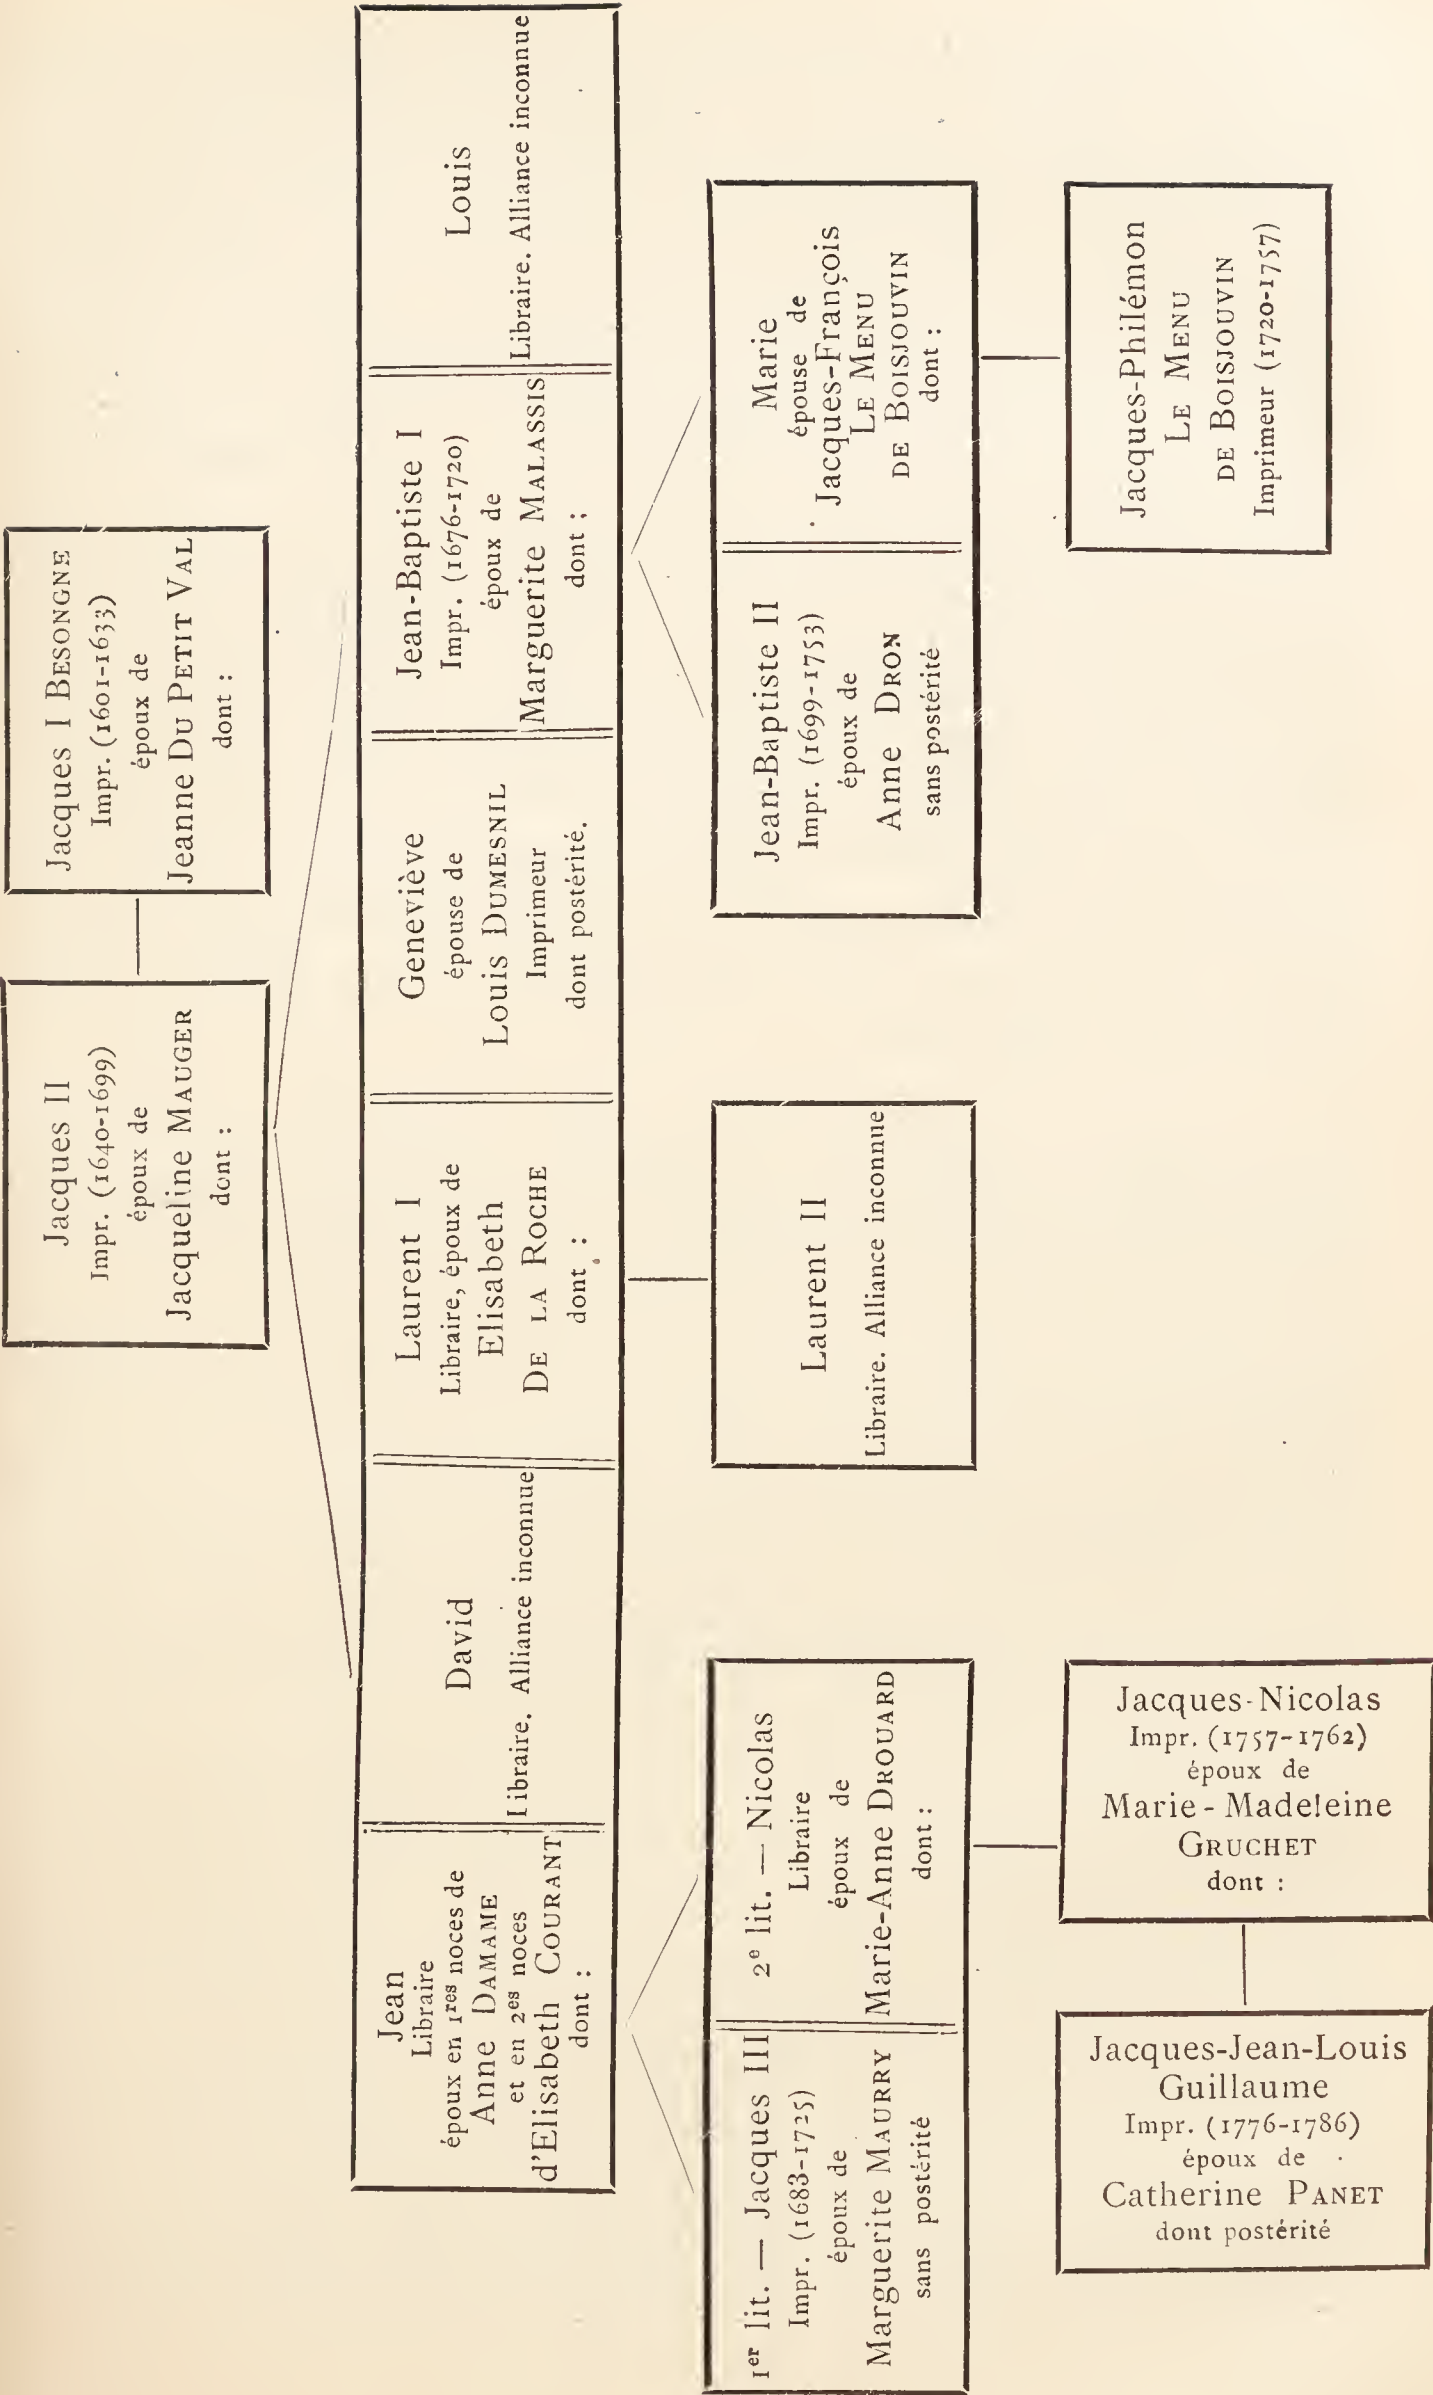 Jacques I BESONGNE
Impr. (1601-1633)
époux de
Jeanne DU PETIT VAL
dont :
Jacques II
Impr. (1640-1699)
époux de
Jacqueline MAUGER
dont :
Jean
Libraire
époux en 1res noces de
Anne DAMAME
et en 2es noces
d'Elisabeth COURANT
dont :
David
Libraire. Alliance inconnue
Laurent I
Libraire, époux de
Elisabeth
DE LA ROCHE
dont :
Geneviève
épouse de
Louis DUMESNIL
Imprimeur
dont postérité.
Jean-Baptiste I
Impr. (1676-1720)
époux de
Marguerite MALASSIS
dont :
Louis
Libraire. Alliance inconnue
1er lit. — Jacques III
Impr. (1683-1725)
époux de
Marguerite MAURRY
sans postérité
2e lit. — Nicolas
Libraire
époux de
Marie-Anne DROUARD
dont :
Laurent II
Libraire. Alliance inconnue
Jean-Baptiste II
Impr. (1699-1753)
époux de
Anne DRON
sans postérité
Marie
épouse de
Jacques-François
LE MENU
DE BOISJOUVIN
dont :
Jacques-Nicolas
Impr. (1757-1762)
époux de
Marie-Madeleine
GRUCHET
dont :
Jacques-Philémon
LE MENU
DE BOISJOUVIN
Imprimeur (1720-1757)
Jacques-Jean-Louis
Guillaume
Impr. (1776-1786)
époux de
Catherine PANET
dont postérité